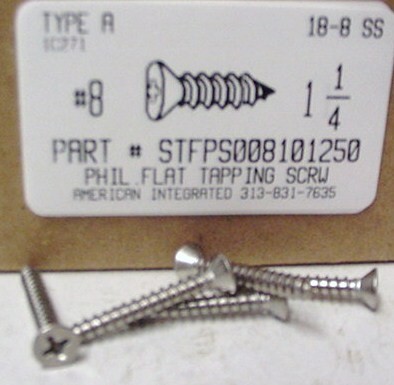 TYPE A 18-8 SS
1C271
#8 1 1/4
PART # STFPS008101250
PHIL.FLAT TAPPING SCRW
AMERICAN INTEGRATED 313-831-7635